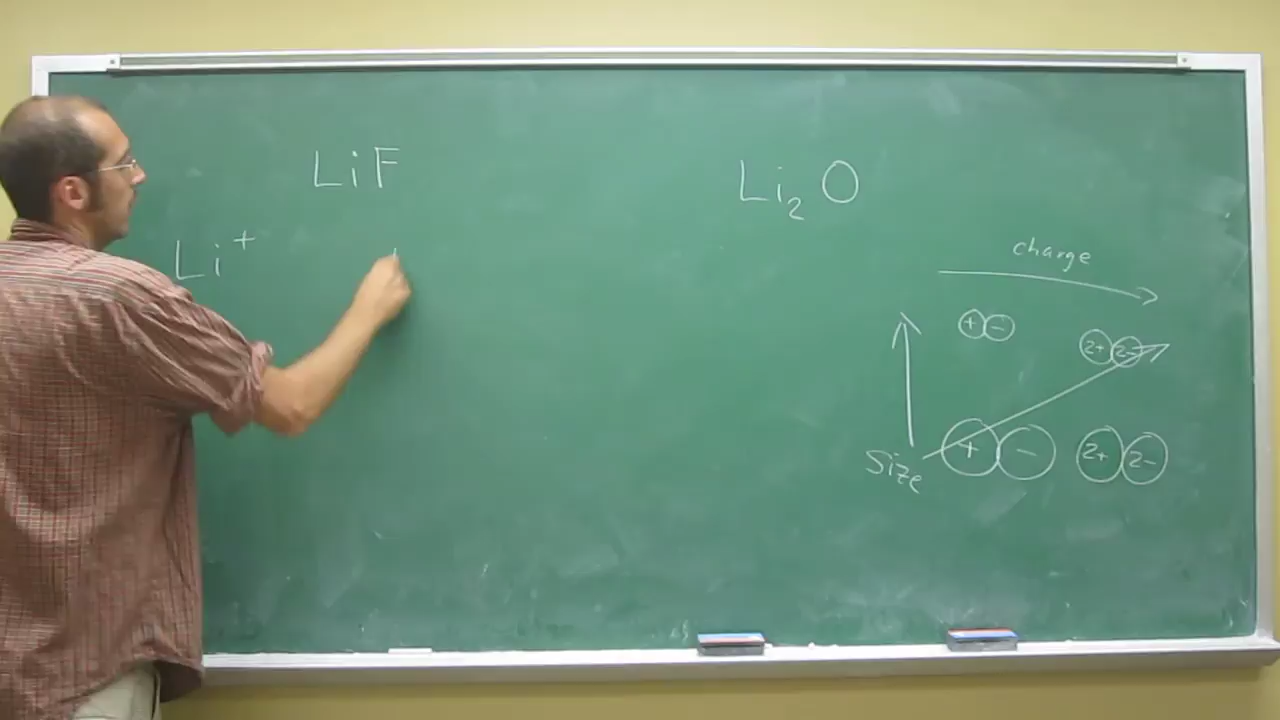 LiF
Li₂O
Li⁺
charge
+ −
2+ 2−
Size
+ −
2+ 2−